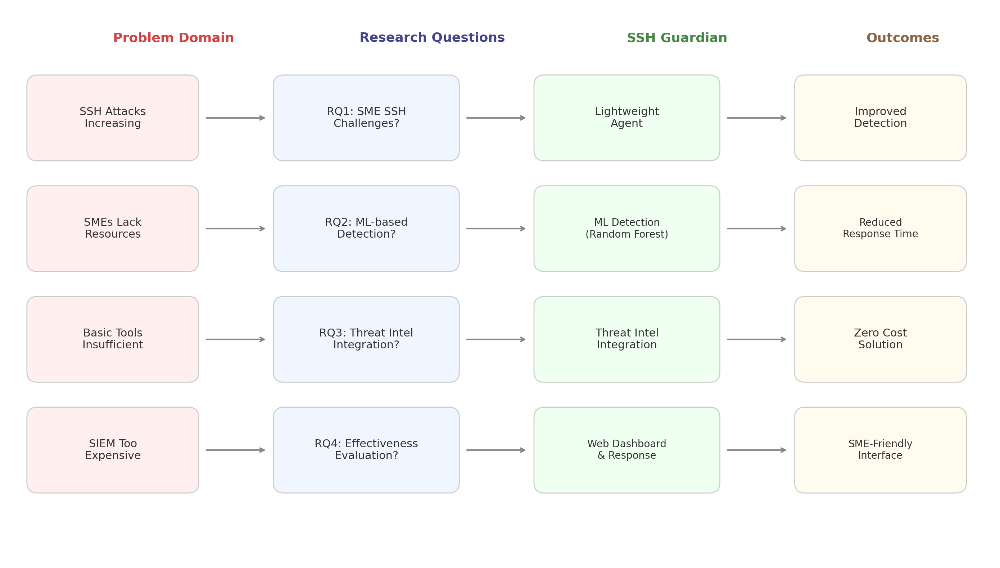 Problem Domain
Research Questions
SSH Guardian
Outcomes
SSH Attacks
Increasing
RQ1: SME SSH
Challenges?
Lightweight
Agent
Improved
Detection
SMEs Lack
Resources
RQ2: ML-based
Detection?
ML Detection
(Random Forest)
Reduced
Response Time
Basic Tools
Insufficient
RQ3: Threat Intel
Integration?
Threat Intel
Integration
Zero Cost
Solution
SIEM Too
Expensive
RQ4: Effectiveness
Evaluation?
Web Dashboard
& Response
SME-Friendly
Interface